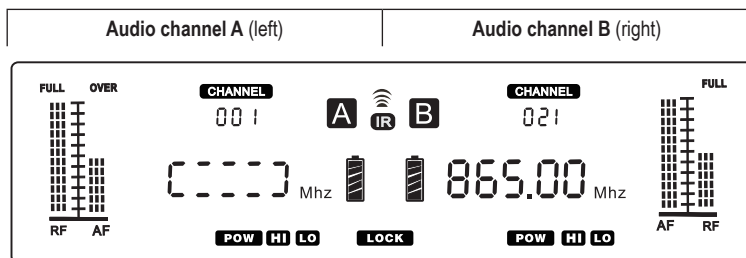 Audio channel A (left) Audio channel B (right)
FULL OVER CHANNEL CHANNEL FULL
001 A IR B 021
[----] Mhz 865.00 Mhz
RF AF AF RF
POW HI LO LOCK POW HI LO